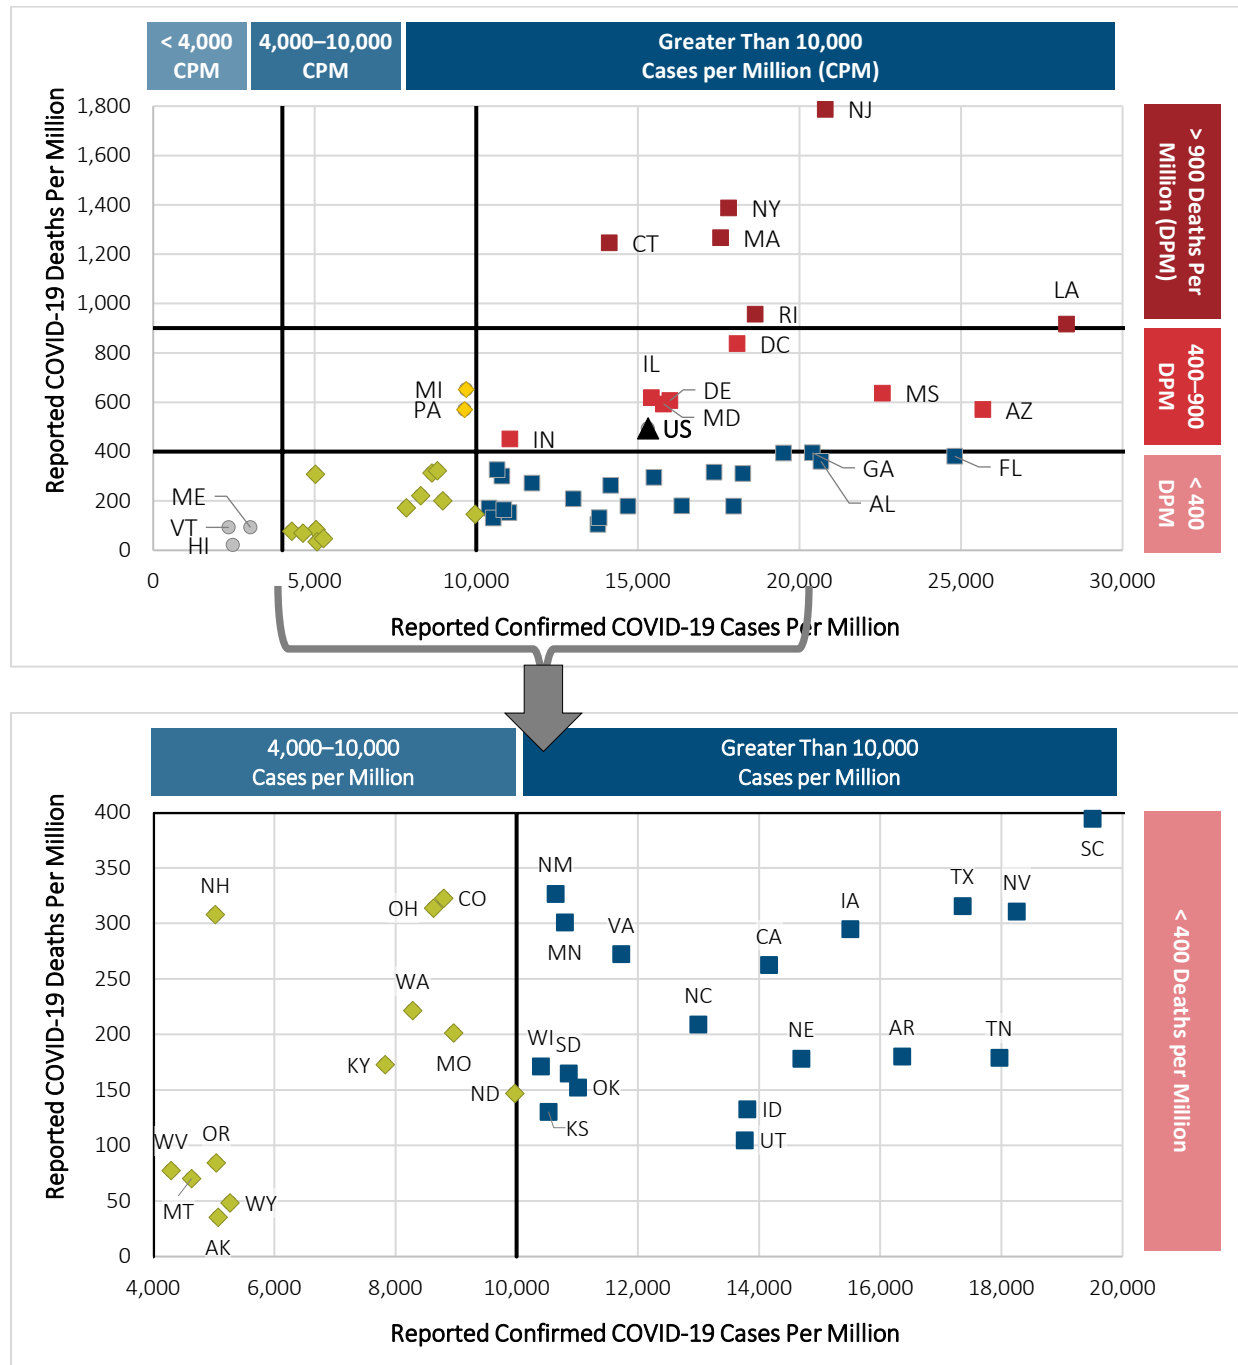 < 4,000
CPM
4,000–10,000
CPM
Greater Than 10,000
Cases per Million (CPM)
Reported COVID-19 Deaths Per Million
1,800
1,600
1,400
1,200
1,000
800
600
400
200
0
NJ
NY
MA
CT
LA
RI
DC
IL
MI
DE
MS
PA
MD
AZ
US
IN
GA
FL
AL
ME
VT
HI
0
5,000
10,000
15,000
20,000
25,000
30,000
Reported Confirmed COVID-19 Cases Per Million
> 900 Deaths Per
Million (DPM)
400–900
DPM
< 400
DPM
4,000–10,000
Cases per Million
Greater Than 10,000
Cases per Million
Reported COVID-19 Deaths Per Million
400
350
300
250
200
150
100
50
0
SC
NH
OH
CO
NM
MN
VA
IA
TX
NV
CA
WA
NC
MO
KY
WI
SD
NE
AR
TN
ND
OK
KS
ID
UT
WV
OR
MT
WY
AK
4,000
6,000
8,000
10,000
12,000
14,000
16,000
18,000
20,000
Reported Confirmed COVID-19 Cases Per Million
< 400 Deaths per Million